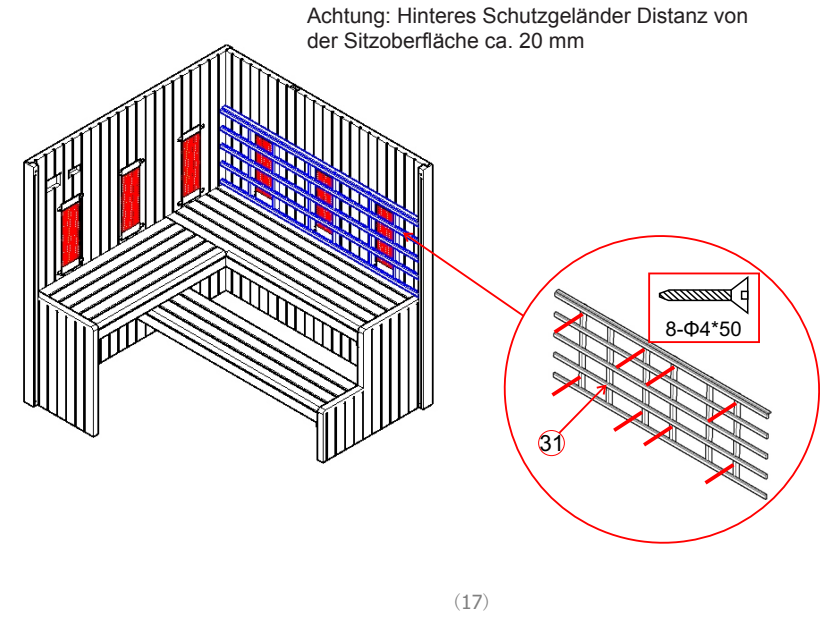 Achtung: Hinteres Schutzgeländer Distanz von
der Sitzoberfläche ca. 20 mm
8-Φ4*50
31
（17）